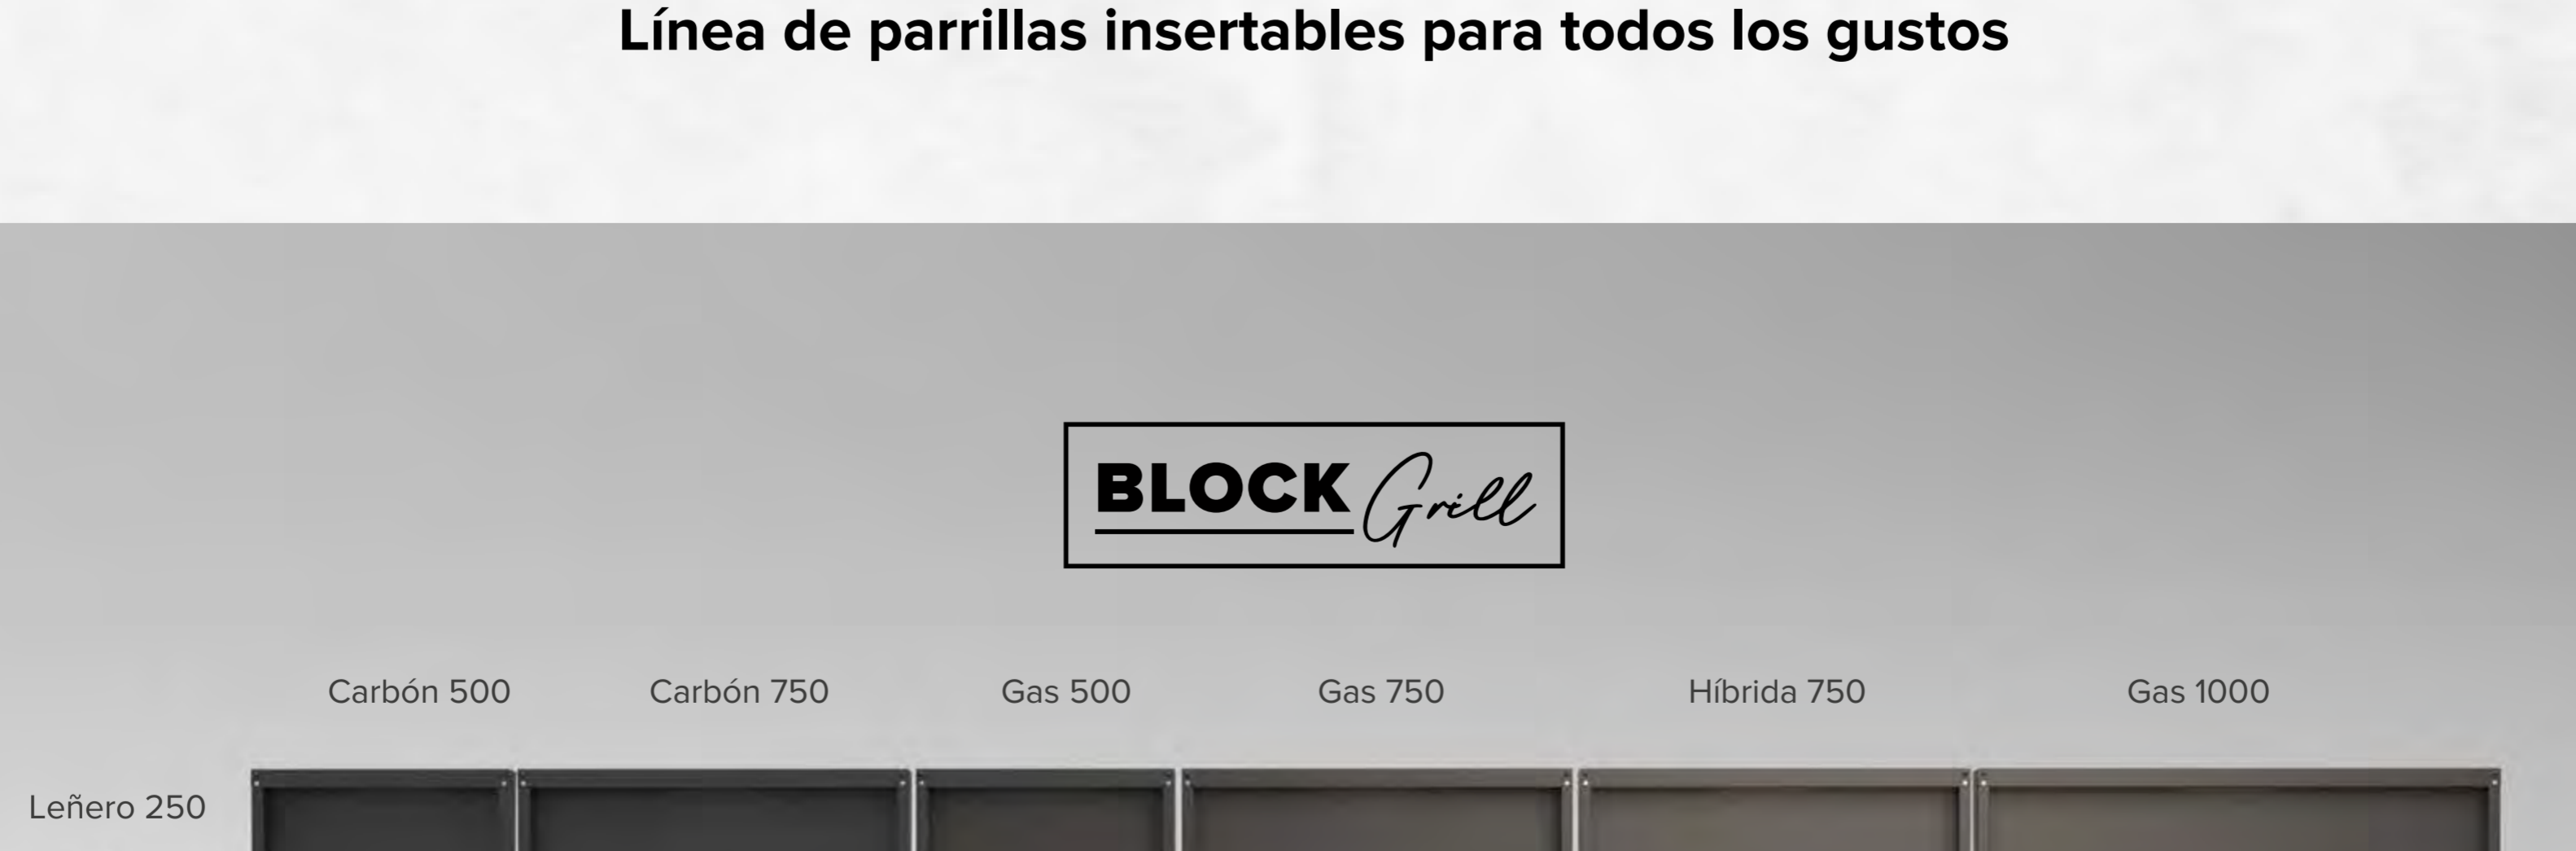 Línea de parrillas insertables para todos los gustos
BLOCK Grill
Carbón 500 Carbón 750 Gas 500 Gas 750 Híbrida 750 Gas 1000
Leñero 250